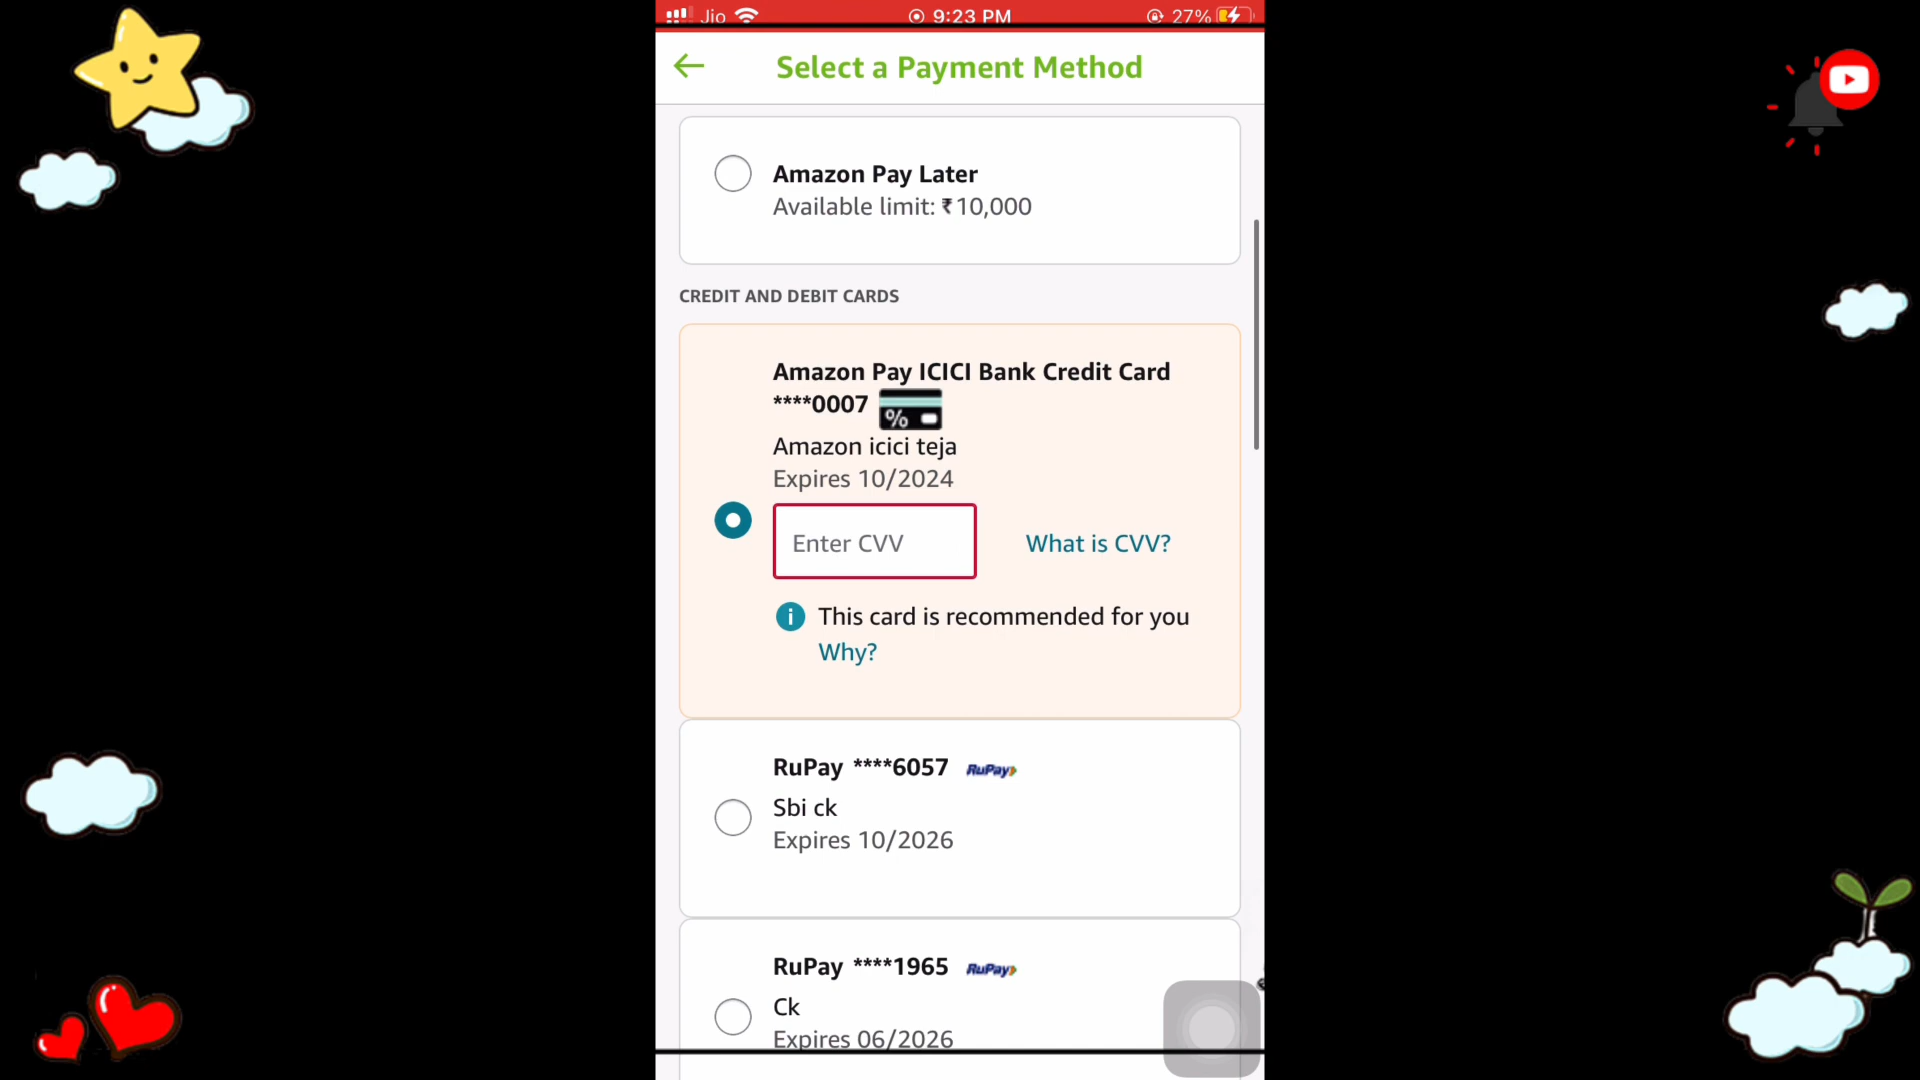 Jio 9:23 PM 27%
Select a Payment Method
Amazon Pay Later
Available limit: ₹10,000
CREDIT AND DEBIT CARDS
Amazon Pay ICICI Bank Credit Card
****0007 %
Amazon icici teja
Expires 10/2024
Enter CVV What is CVV?
i This card is recommended for you
Why?
RuPay ****6057 RuPay
Sbi ck
Expires 10/2026
RuPay ****1965 RuPay
Ck
Expires 06/2026